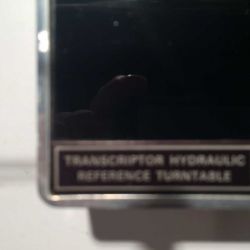 TRANSCRIPTOR HYDRAULIC
REFERENCE TURNTABLE